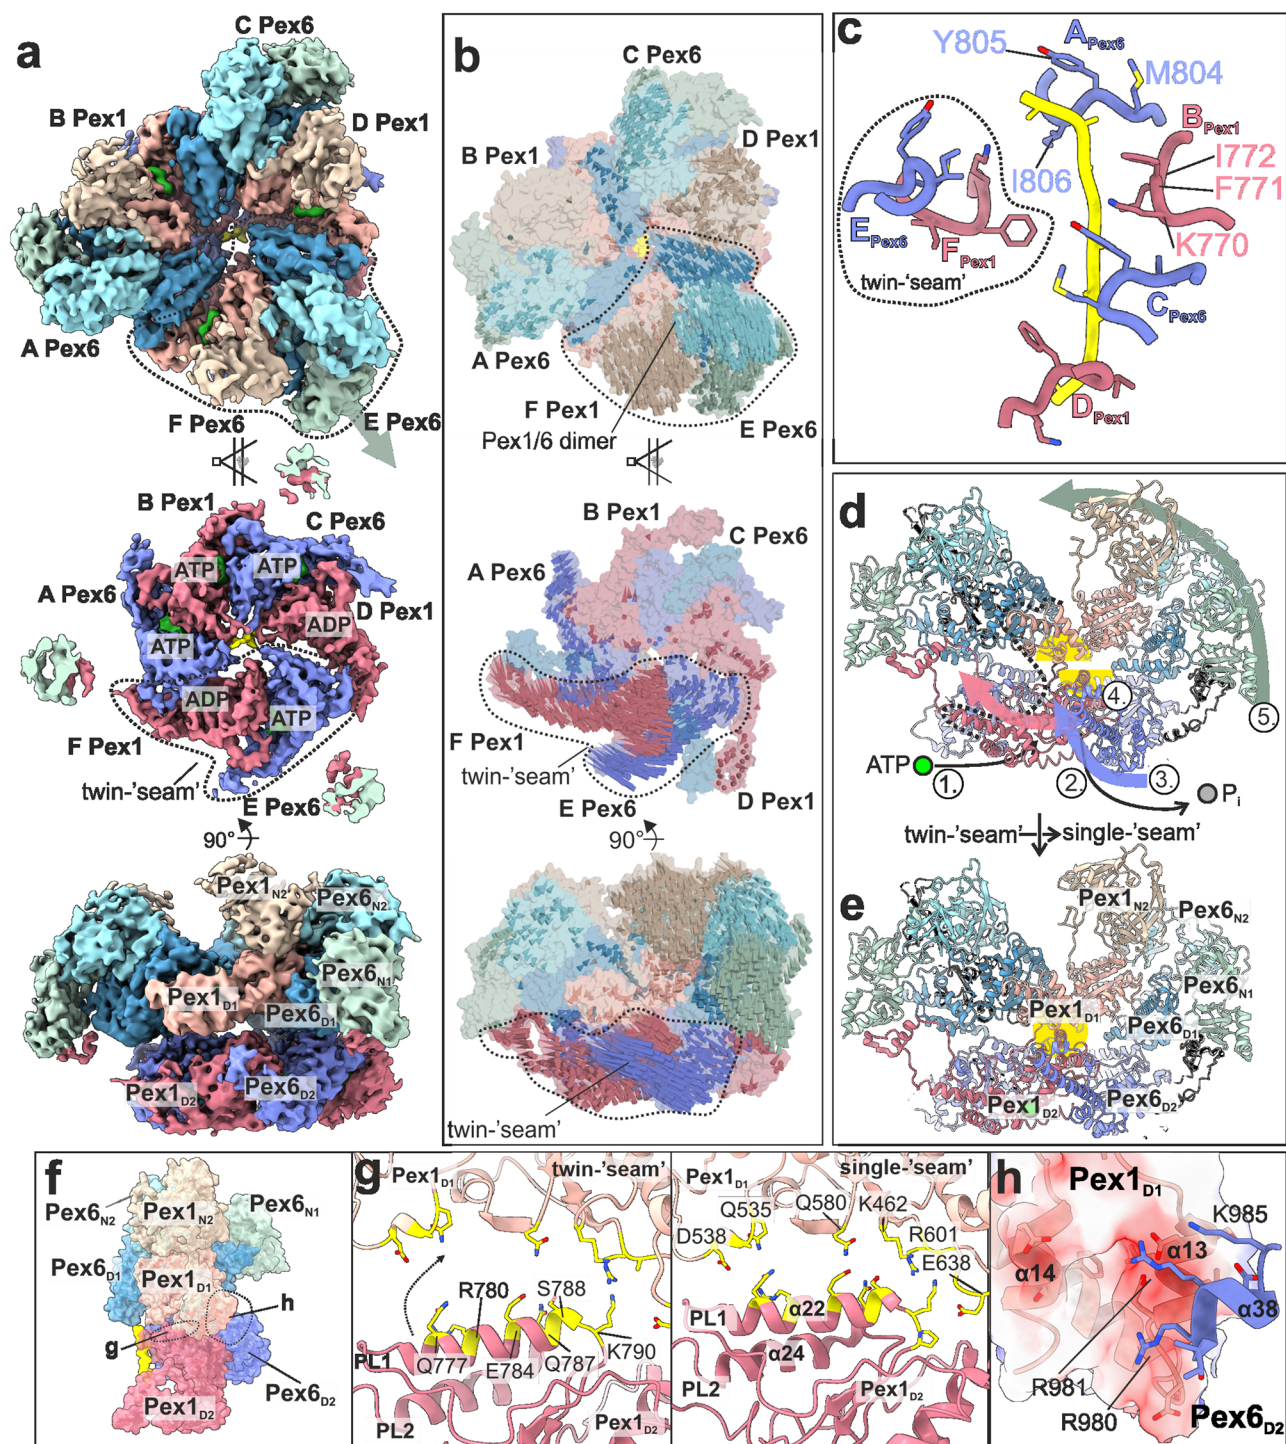 a
C Pex6
B Pex1
D Pex1
A Pex6
F Pex6
E Pex6
B Pex1
C Pex6
ATP
ATP
A Pex6
D Pex1
ADP
ATP
ADP
ATP
F Pex1
twin-'seam'
E Pex6
90°
Pex1N2
Pex6N2
Pex6N1
Pex1D1
Pex6D1
Pex1D2
Pex6D2
b
C Pex6
D Pex1
B Pex1
A Pex6
F Pex1
E Pex6
Pex1/6 dimer
B Pex1
C Pex6
A Pex6
F Pex1
twin-'seam'
E Pex6
D Pex1
90°
twin-'seam'
c
APex6
Y805
M804
BPex1
I772
I806
F771
EPex6
K770
FPex1
twin-'seam'
CPex6
DPex1
d
4.
5.
ATP
1.
2.
3.
Pi
twin-'seam'
single-'seam'
e
Pex1N2
Pex6N2
Pex6N1
Pex1D1
Pex6D1
Pex1D2
Pex6D2
f
Pex6N2
Pex1N2
Pex6N1
Pex6D1
Pex1D1
h
g
Pex6D2
Pex1D2
g
twin-'seam'
Pex1D1
R780
S788
PL1
Q777
E784
Q787
K790
PL2
Pex1D2
single-'seam'
Pex1D1
Q535
Q580
K462
D538
R601
E638
PL1
α22
α24
PL2
Pex1D2
h
Pex1D1
K985
α13
α14
α38
R981
R980
Pex6D2